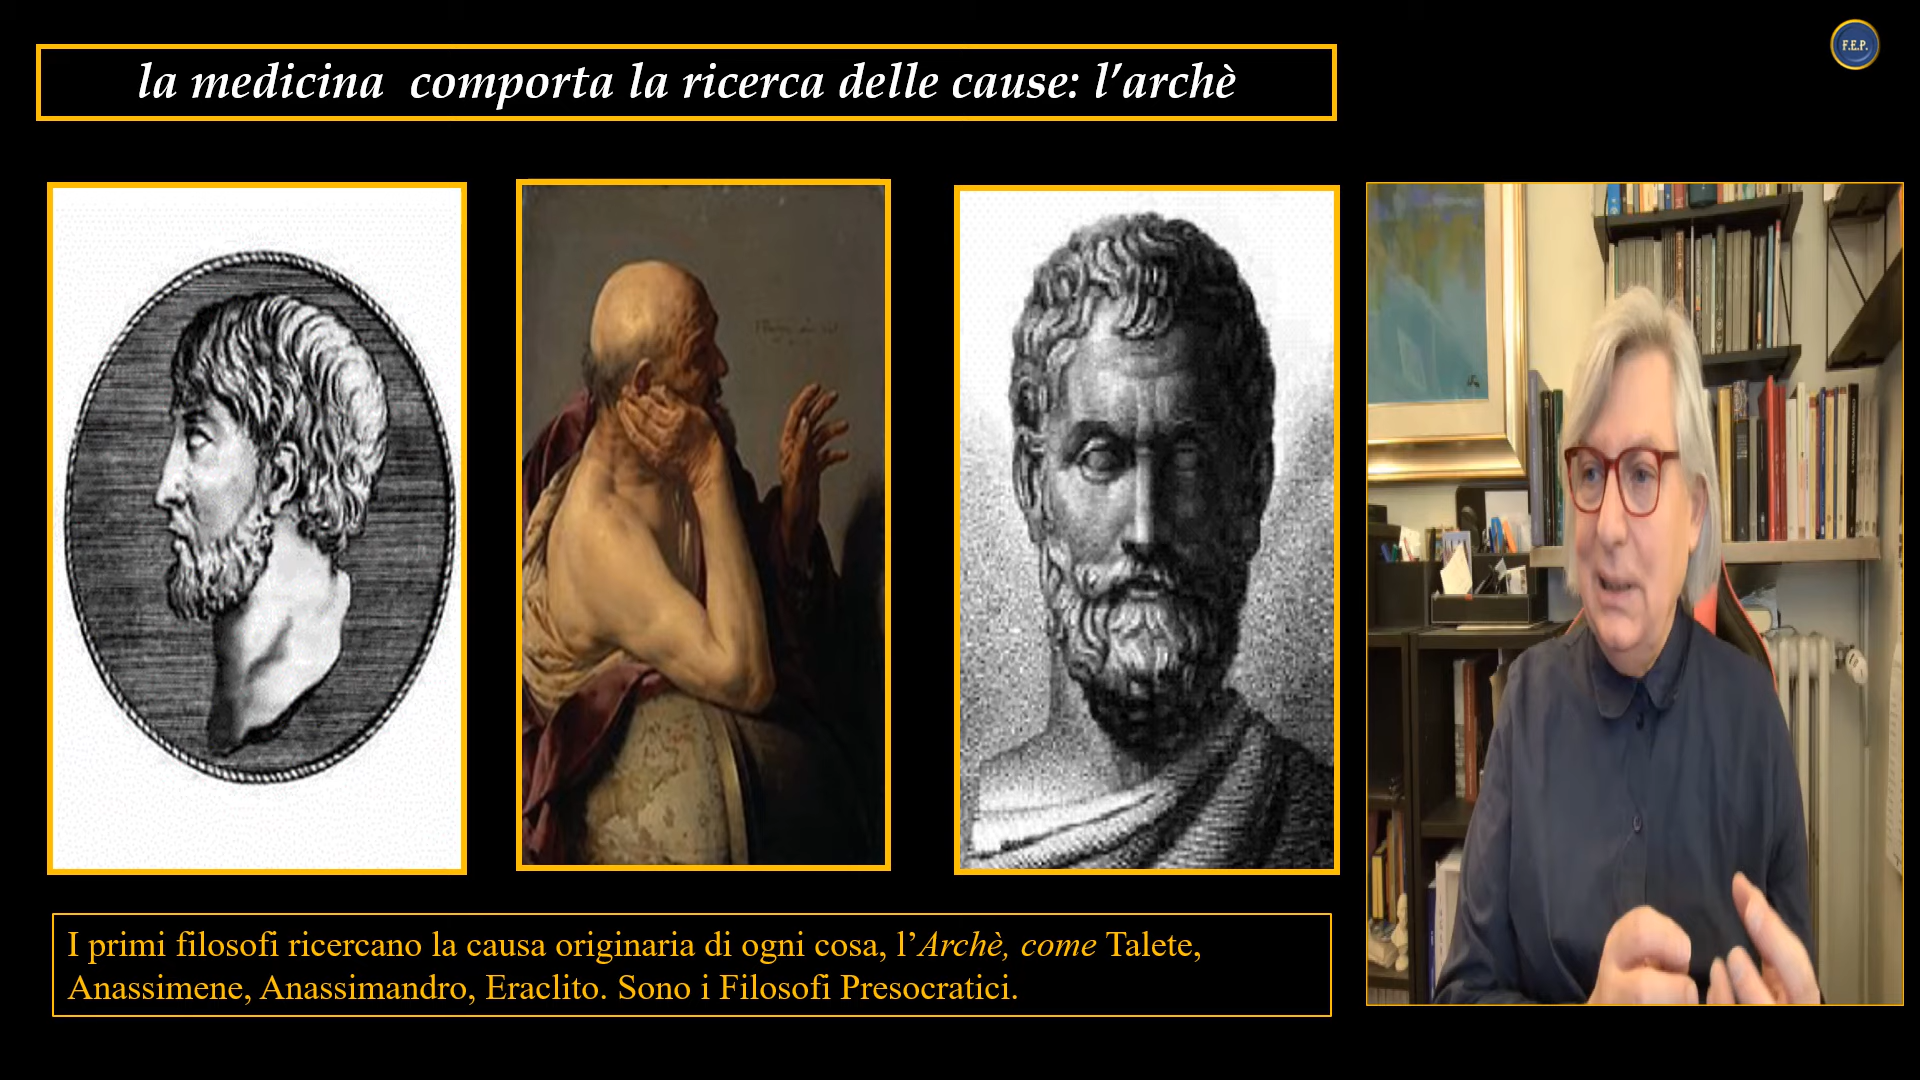 la medicina comporta la ricerca delle cause: l’archè
F.E.P.
I primi filosofi ricercano la causa originaria di ogni cosa, l’Archè, come Talete,
Anassimene, Anassimandro, Eraclito. Sono i Filosofi Presocratici.